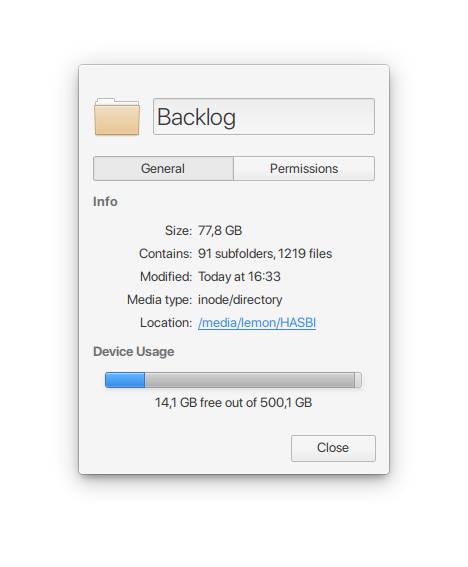 Backlog
General Permissions
Info
Size: 77,8 GB
Contains: 91 subfolders, 1219 files
Modified: Today at 16:33
Media type: inode/directory
Location: /media/lemon/HASBI
Device Usage
14,1 GB free out of 500,1 GB
Close